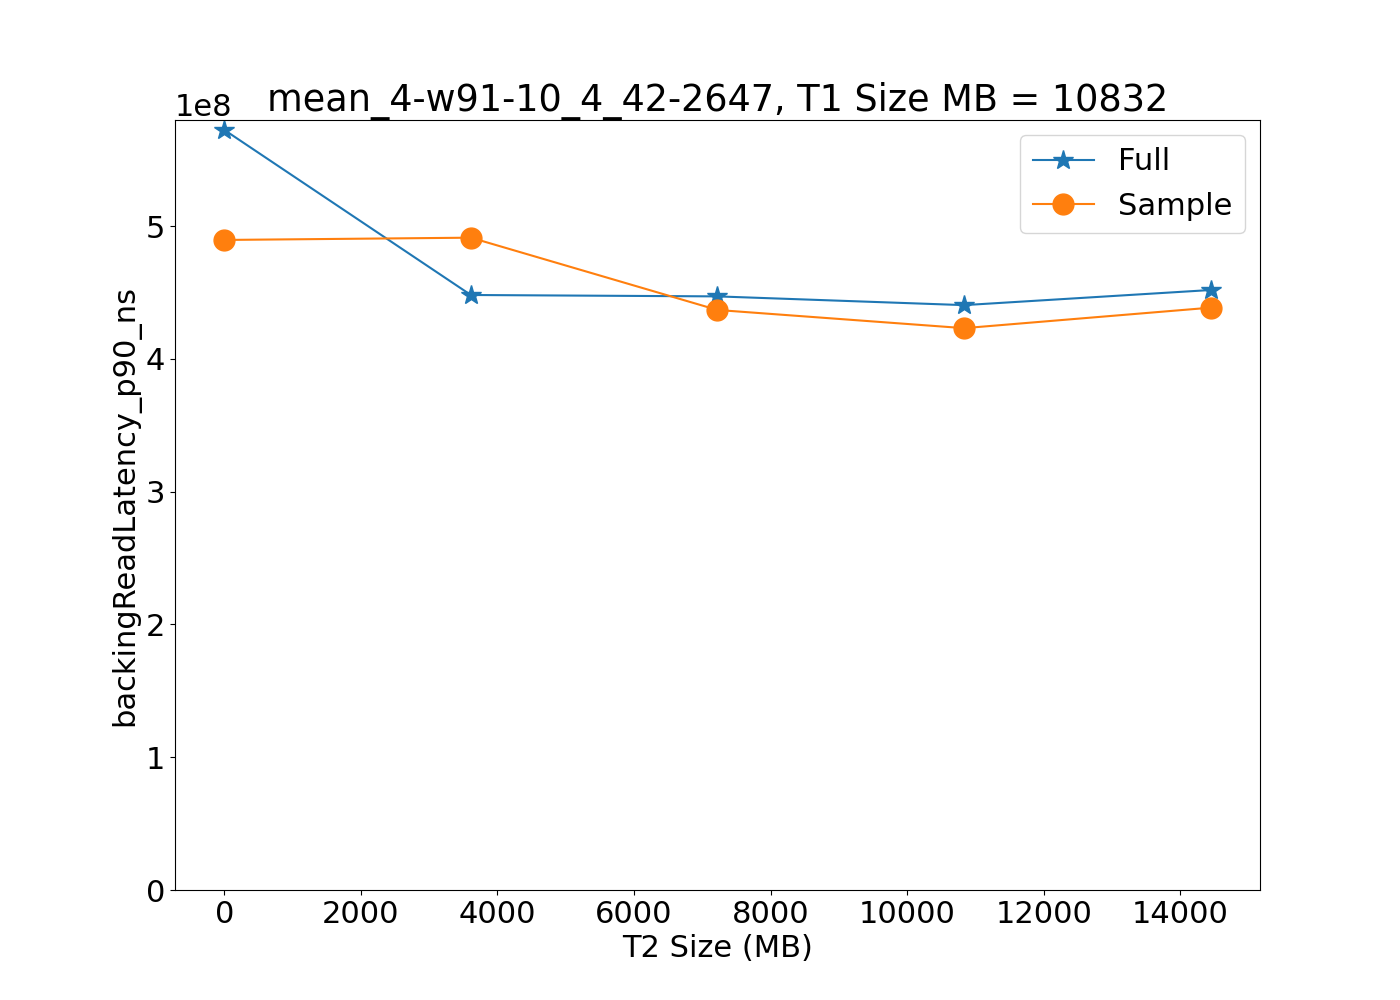 1e8
mean_4-w91-10_4_42-2647, T1 Size MB = 10832
Full
Sample
backingReadLatency_p90_ns
5
4
3
2
1
0
0 2000 4000 6000 8000 10000 12000 14000
T2 Size (MB)